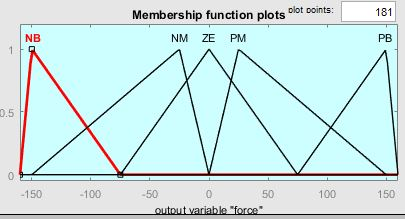 Membership function plots
plot points:
181
NB
NM
ZE
PM
PB
1
0.5
0
-150
-100
-50
0
50
100
150
output variable "force"